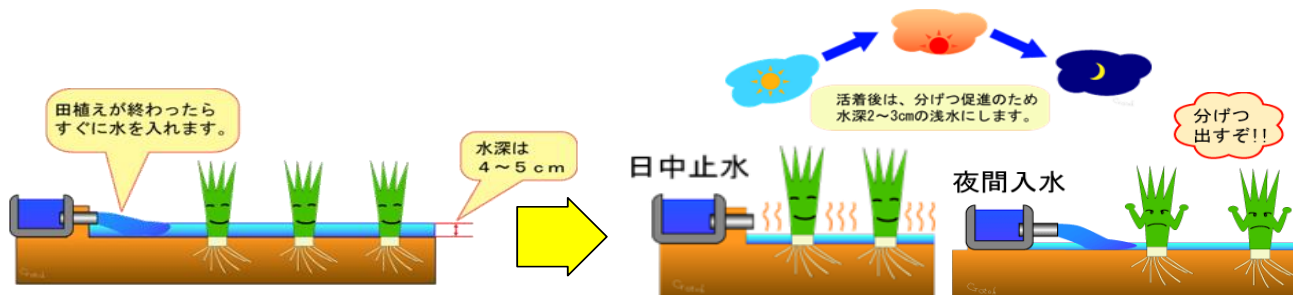 田植えが終わったら
すぐに水を入れます。
水深は
4～5cm
活着後は、分げつ促進のため
水深2～3cmの浅水にします。
日中止水
夜間入水
分げつ
出すぞ!!